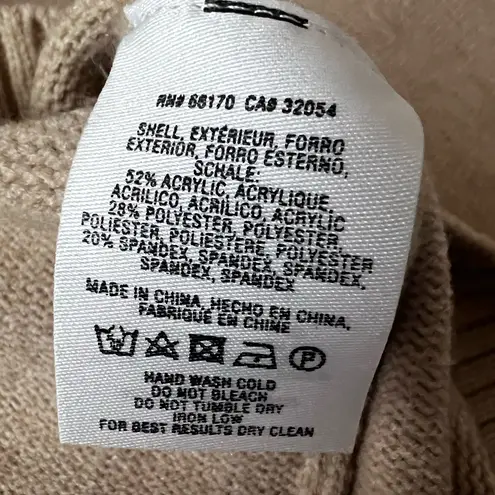 RN# 66170 CA# 32054
SHELL, EXTÉRIEUR, FORRO
EXTERIOR, FORRO ESTERNO,
SCHALE:
52% ACRYLIC, ACRYLIQUE,
ACRILICO, ACRILICO, ACRYLIC
28% POLYESTER, POLYESTER,
POLIESTER, POLIESTERE, POLYESTER
20% SPANDEX, SPANDEX, SPANDEX,
SPANDEX, SPANDEX
MADE IN CHINA, HECHO EN CHINA,
FABRIQUE EN CHINE
P
HAND WASH COLD
DO NOT BLEACH
DO NOT TUMBLE DRY
IRON LOW
FOR BEST RESULTS DRY CLEAN